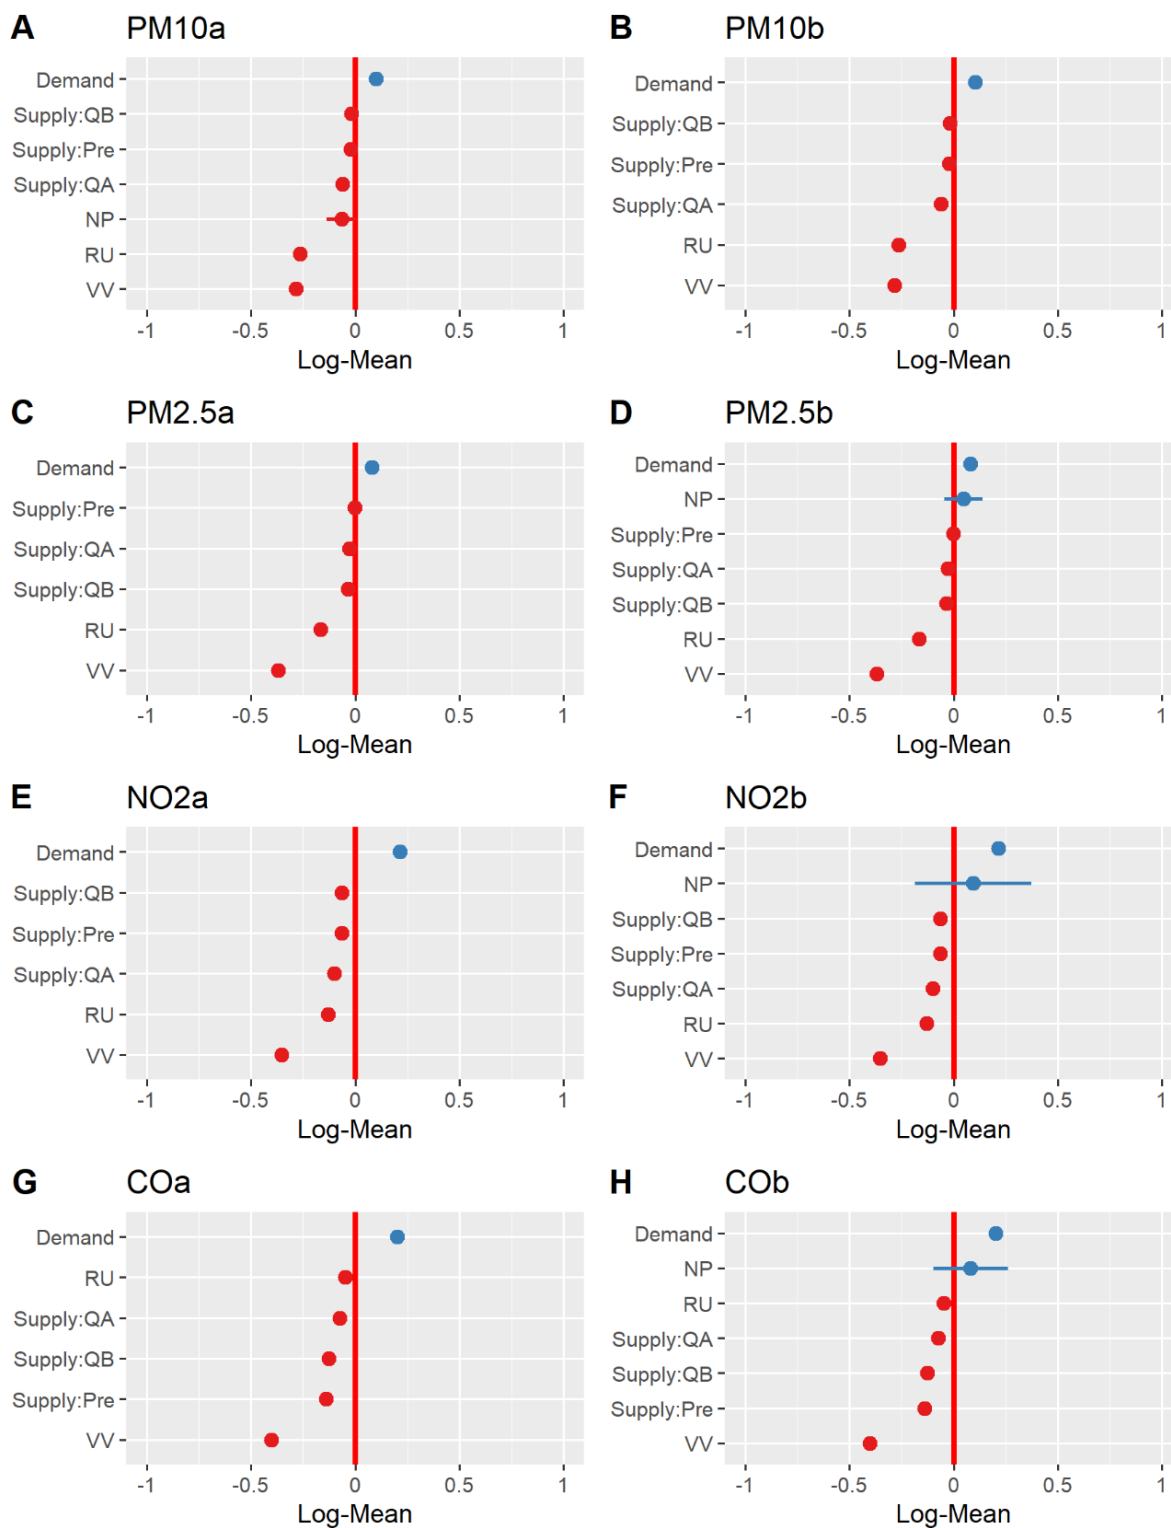 A PM10a
Demand
Supply:QB
Supply:Pre
Supply:QA
NP
RU
VV
-1 -0.5 0 0.5 1
Log-Mean
B PM10b
Demand
Supply:QB
Supply:Pre
Supply:QA
RU
VV
-1 -0.5 0 0.5 1
Log-Mean
C PM2.5a
Demand
Supply:Pre
Supply:QA
Supply:QB
RU
VV
-1 -0.5 0 0.5 1
Log-Mean
D PM2.5b
Demand
NP
Supply:Pre
Supply:QA
Supply:QB
RU
VV
-1 -0.5 0 0.5 1
Log-Mean
E NO2a
Demand
Supply:QB
Supply:Pre
Supply:QA
RU
VV
-1 -0.5 0 0.5 1
Log-Mean
F NO2b
Demand
NP
Supply:QB
Supply:Pre
Supply:QA
RU
VV
-1 -0.5 0 0.5 1
Log-Mean
G COa
Demand
RU
Supply:QA
Supply:QB
Supply:Pre
VV
-1 -0.5 0 0.5 1
Log-Mean
H COb
Demand
NP
RU
Supply:QA
Supply:QB
Supply:Pre
VV
-1 -0.5 0 0.5 1
Log-Mean